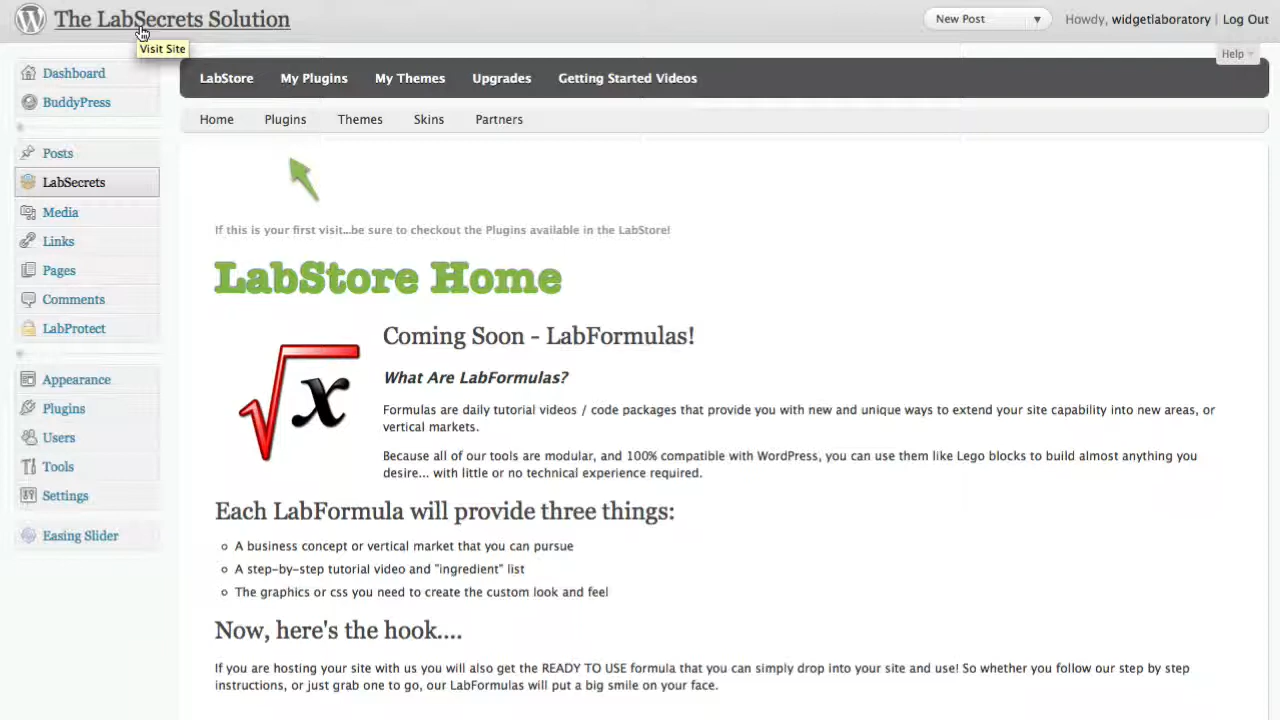 The LabSecrets Solution
New Post
Howdy, widgetlaboratory | Log Out
Visit Site
Help
Dashboard
BuddyPress
Posts
LabSecrets
Media
Links
Pages
Comments
LabProtect
Appearance
Plugins
Users
Tools
Settings
Easing Slider
LabStore My Plugins My Themes Upgrades Getting Started Videos
Home Plugins Themes Skins Partners
If this is your first visit...be sure to checkout the Plugins available in the LabStore!
LabStore Home
Coming Soon - LabFormulas!
What Are LabFormulas?
Formulas are daily tutorial videos / code packages that provide you with new and unique ways to extend your site capability into new areas, or
vertical markets.
Because all of our tools are modular, and 100% compatible with WordPress, you can use them like Lego blocks to build almost anything you
desire... with little or no technical experience required.
√x
Each LabFormula will provide three things:
A business concept or vertical market that you can pursue
A step-by-step tutorial video and "ingredient" list
The graphics or css you need to create the custom look and feel
Now, here's the hook....
If you are hosting your site with us you will also get the READY TO USE formula that you can simply drop into your site and use! So whether you follow our step by step
instructions, or just grab one to go, our LabFormulas will put a big smile on your face.